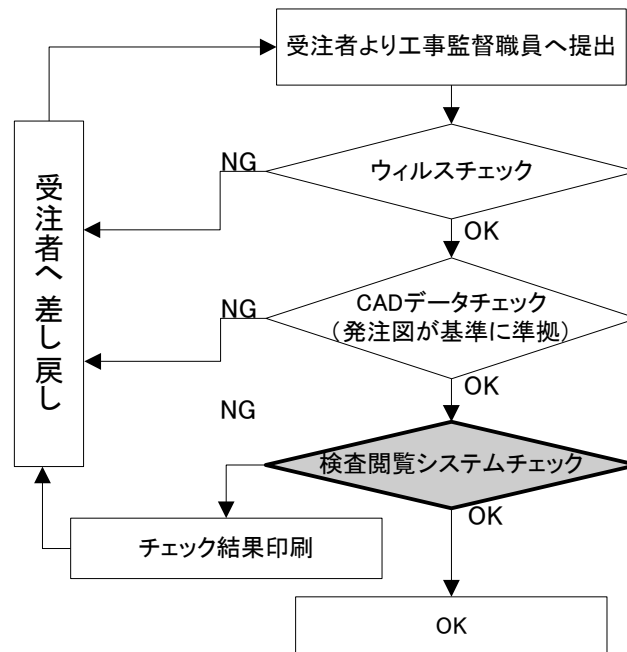 受注者より工事監督職員へ提出
NG
ウィルスチェック
OK
受注者へ 差し戻し
NG
CADデータチェック
（発注図が基準に準拠）
OK
NG
検査閲覧システムチェック
OK
チェック結果印刷
OK